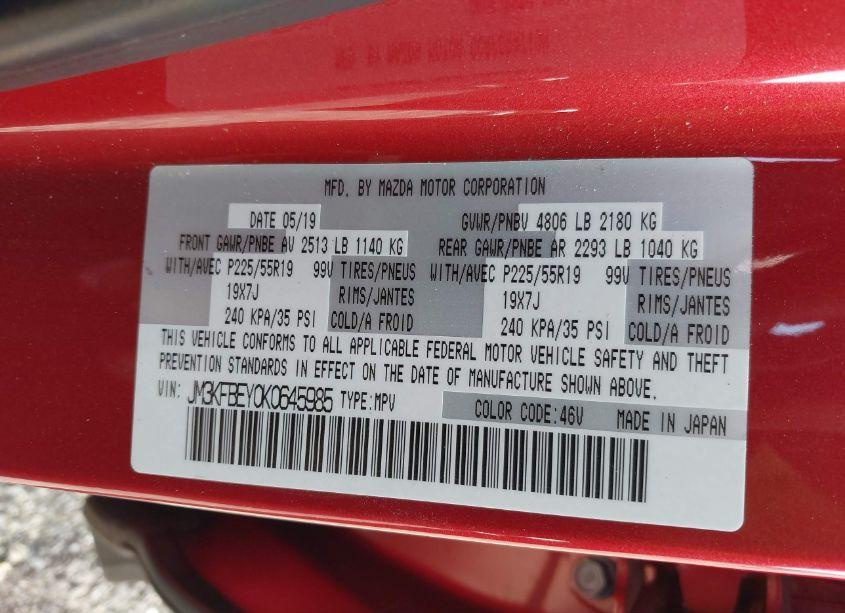 MFD. BY MAZDA MOTOR CORPORATION
DATE 05/19 GVWR/PNBV 4806 LB 2180 KG
FRONT GAWR/PNBE AV 2513 LB 1140 KG REAR GAWR/PNBE AR 2293 LB 1040 KG
WITH/AVEC P225/55R19 99V TIRES/PNEUS WITH/AVEC P225/55R19 99V TIRES/PNEUS
19X7J RIMS/JANTES 19X7J RIMS/JANTES
240 KPA/35 PSI COLD/A FROID 240 KPA/35 PSI COLD/A FROID
THIS VEHICLE CONFORMS TO ALL APPLICABLE FEDERAL MOTOR VEHICLE SAFETY AND THEFT
PREVENTION STANDARDS IN EFFECT ON THE DATE OF MANUFACTURE SHOWN ABOVE.
VIN: JM3KFBEY0K0645985 TYPE:MPV COLOR CODE:46V MADE IN JAPAN